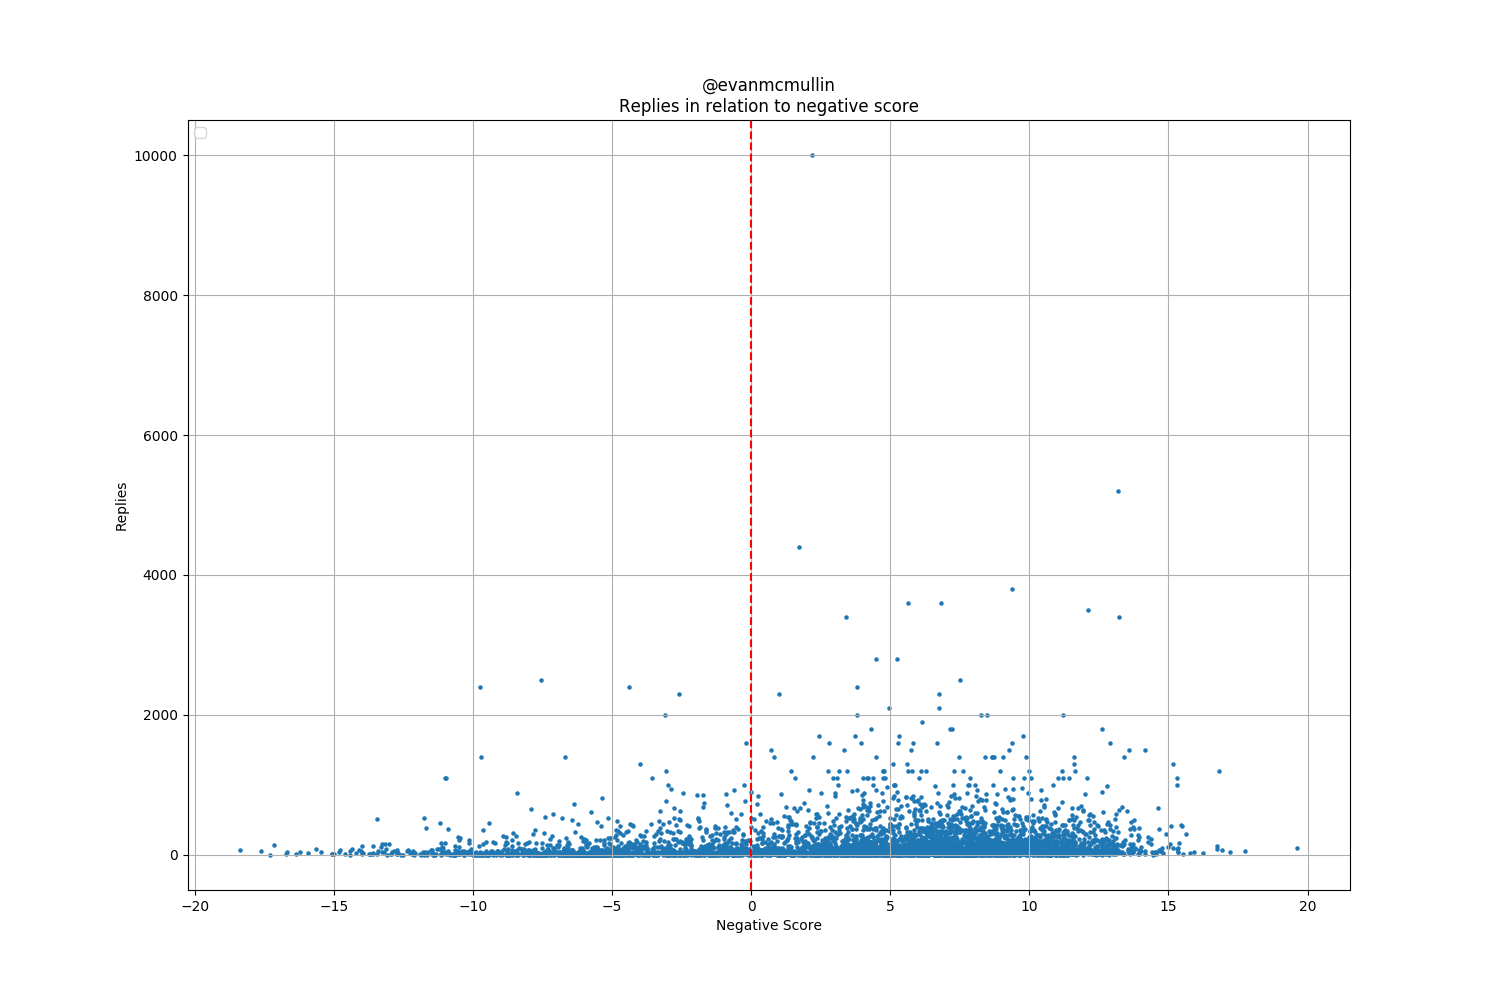 @evanmcmullin
Replies in relation to negative score
10000
8000
6000
4000
2000
0
Replies
−20 −15 −10 −5 0 5 10 15 20
Negative Score